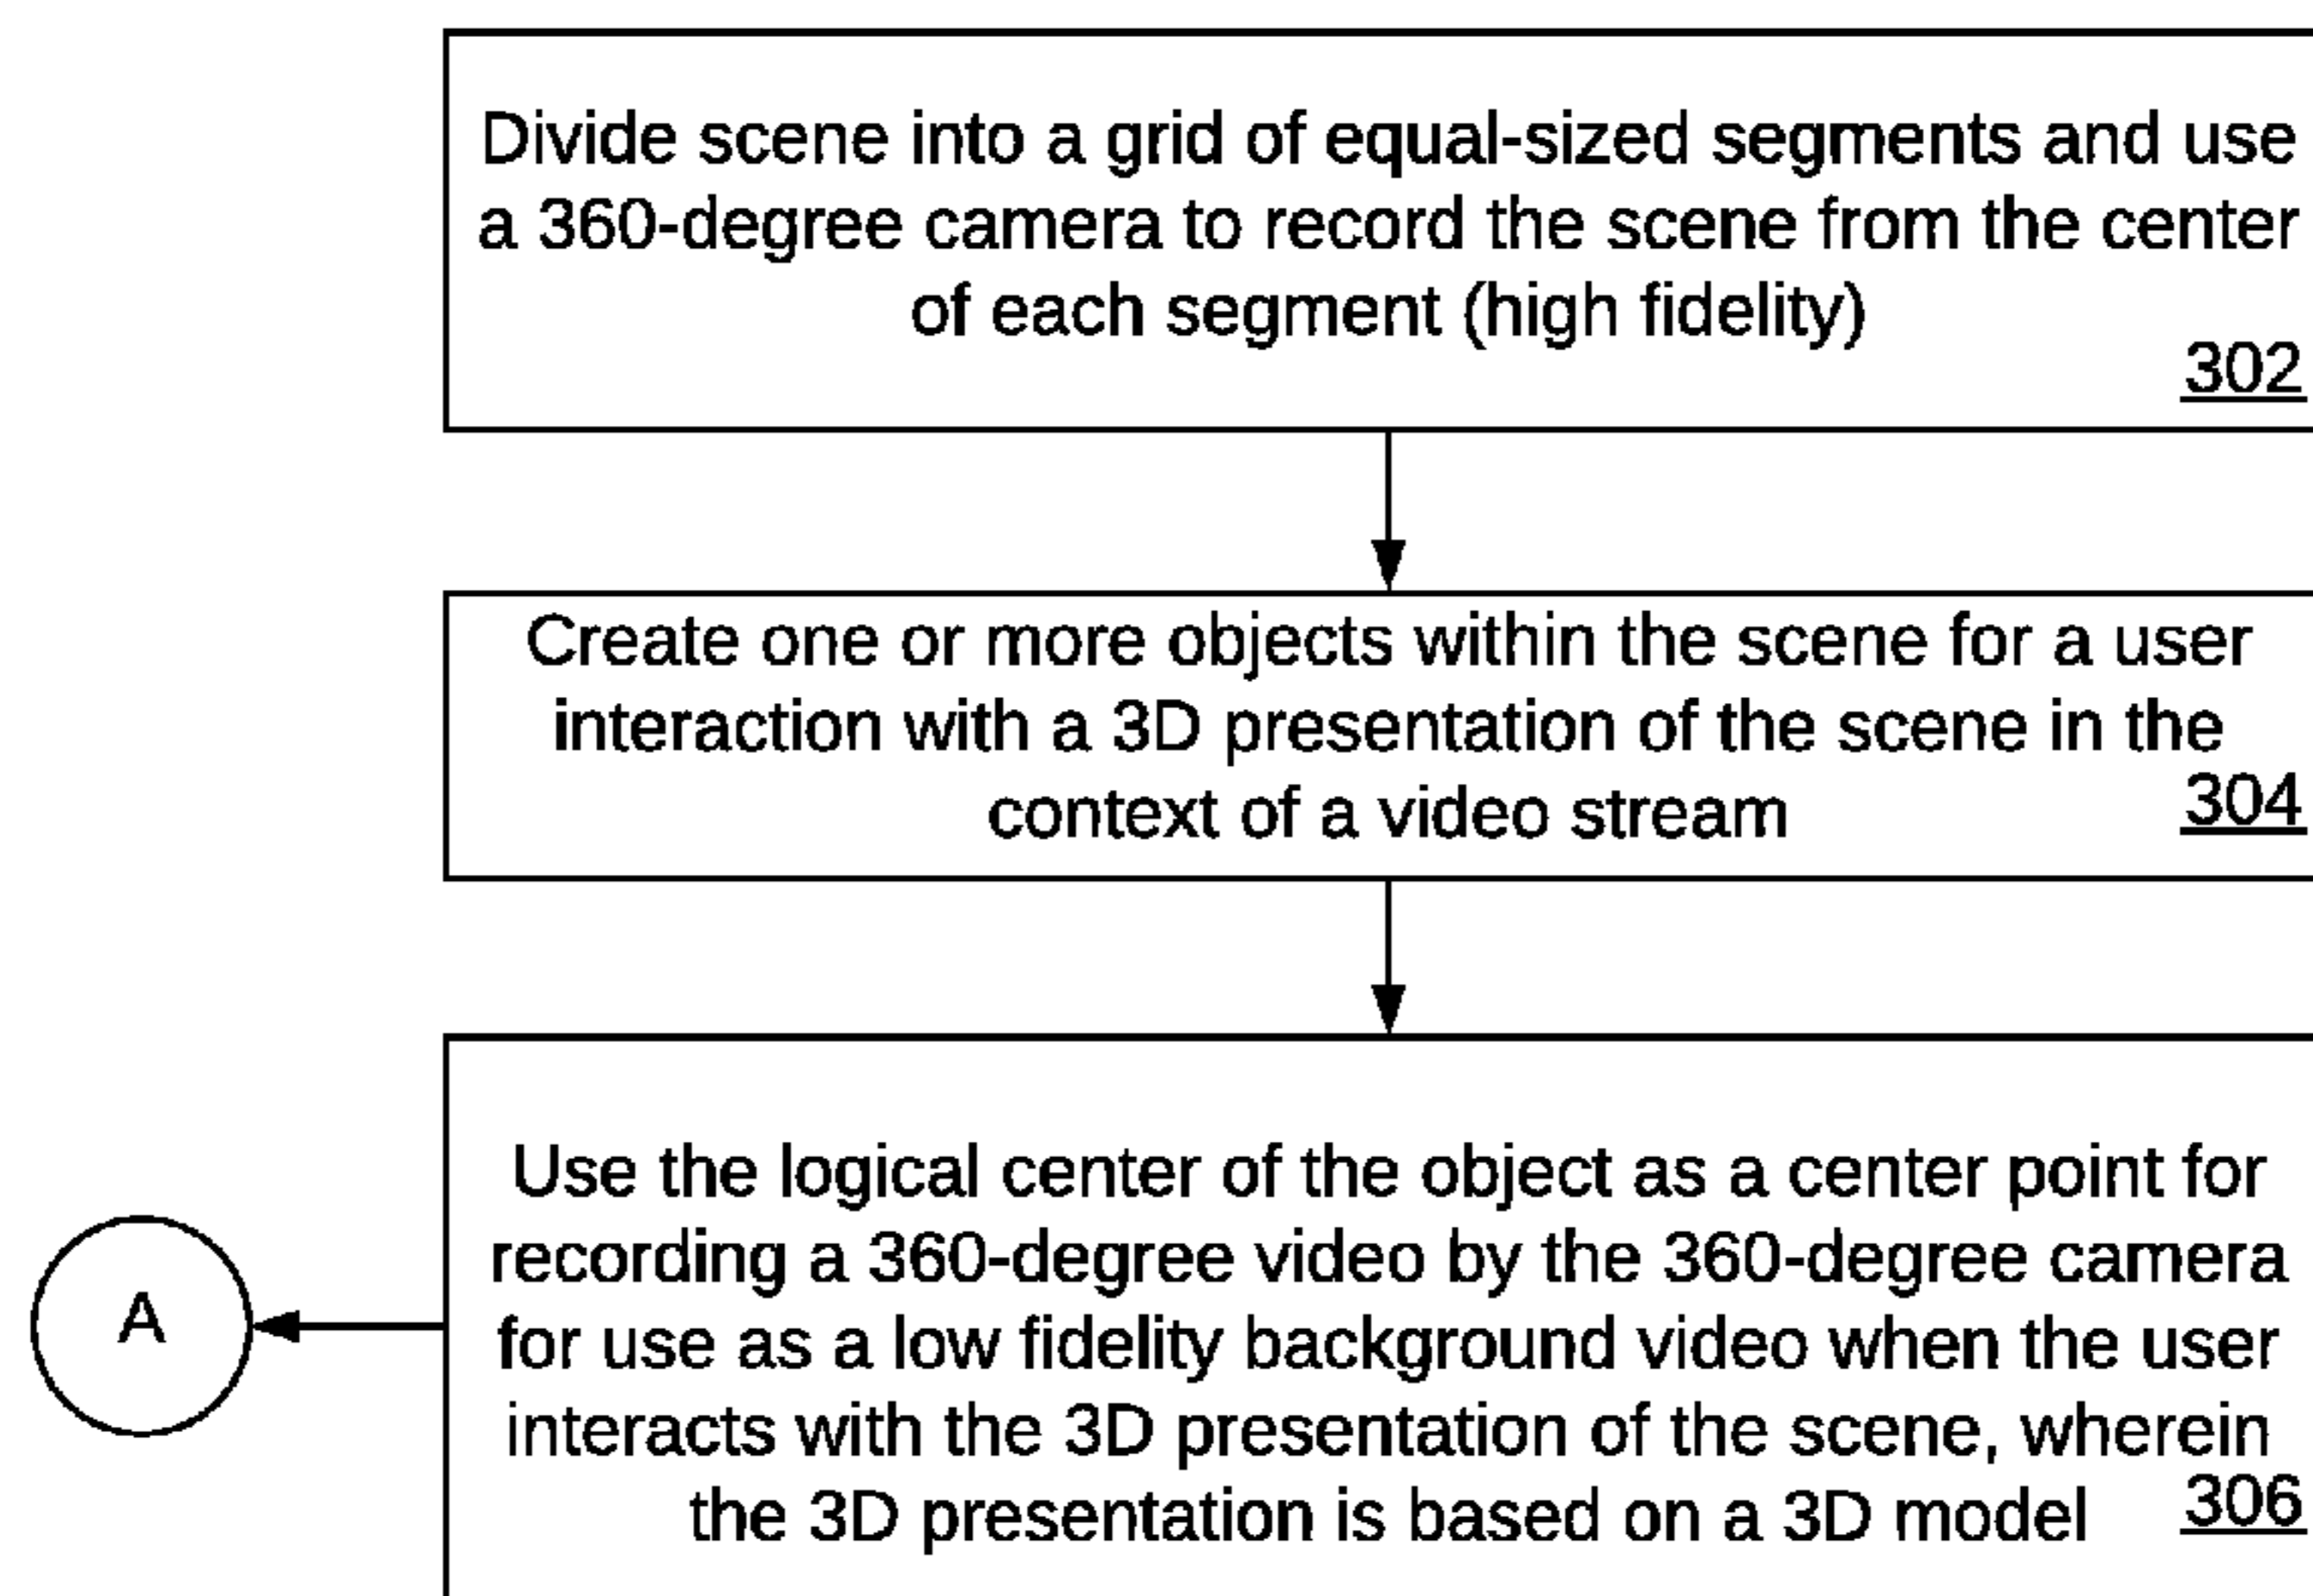 Divide scene into a grid of equal-sized segments and use
a 360-degree camera to record the scene from the center
of each segment (high fidelity)
302
Create one or more objects within the scene for a user
interaction with a 3D presentation of the scene in the
context of a video stream
304
Use the logical center of the object as a center point for
recording a 360-degree video by the 360-degree camera
for use as a low fidelity background video when the user
interacts with the 3D presentation of the scene, wherein
the 3D presentation is based on a 3D model
306
A